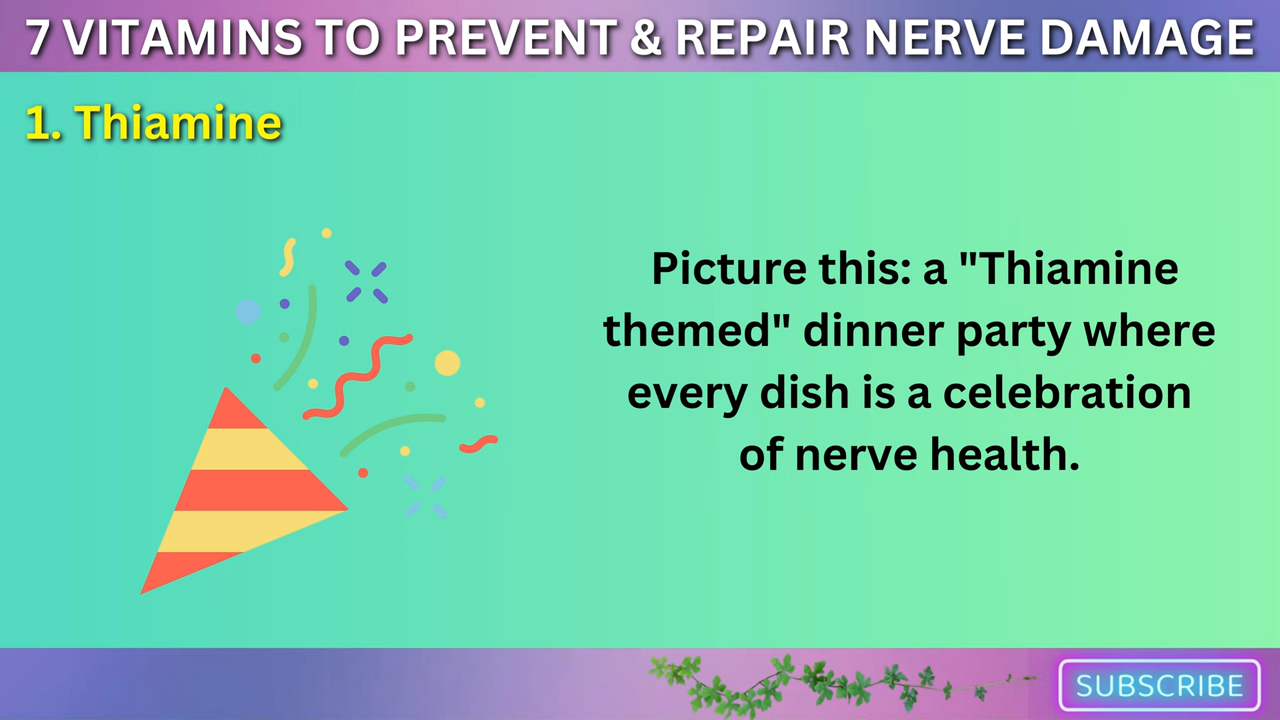 7 VITAMINS TO PREVENT & REPAIR NERVE DAMAGE
1. Thiamine
Picture this: a "Thiamine
themed" dinner party where
every dish is a celebration
of nerve health.
SUBSCRIBE